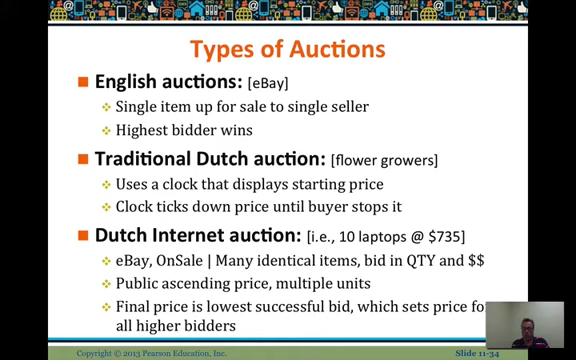 Types of Auctions
English auctions: [eBay]
Single item up for sale to single seller
Highest bidder wins
Traditional Dutch auction: [flower growers]
Uses a clock that displays starting price
Clock ticks down price until buyer stops it
Dutch Internet auction: [i.e., 10 laptops @ $735]
eBay, OnSale | Many identical items, bid in QTY and $$
Public ascending price, multiple units
Final price is lowest successful bid, which sets price
all higher bidders
Copyright © 2013 Pearson Education, Inc.
Slide 11-34